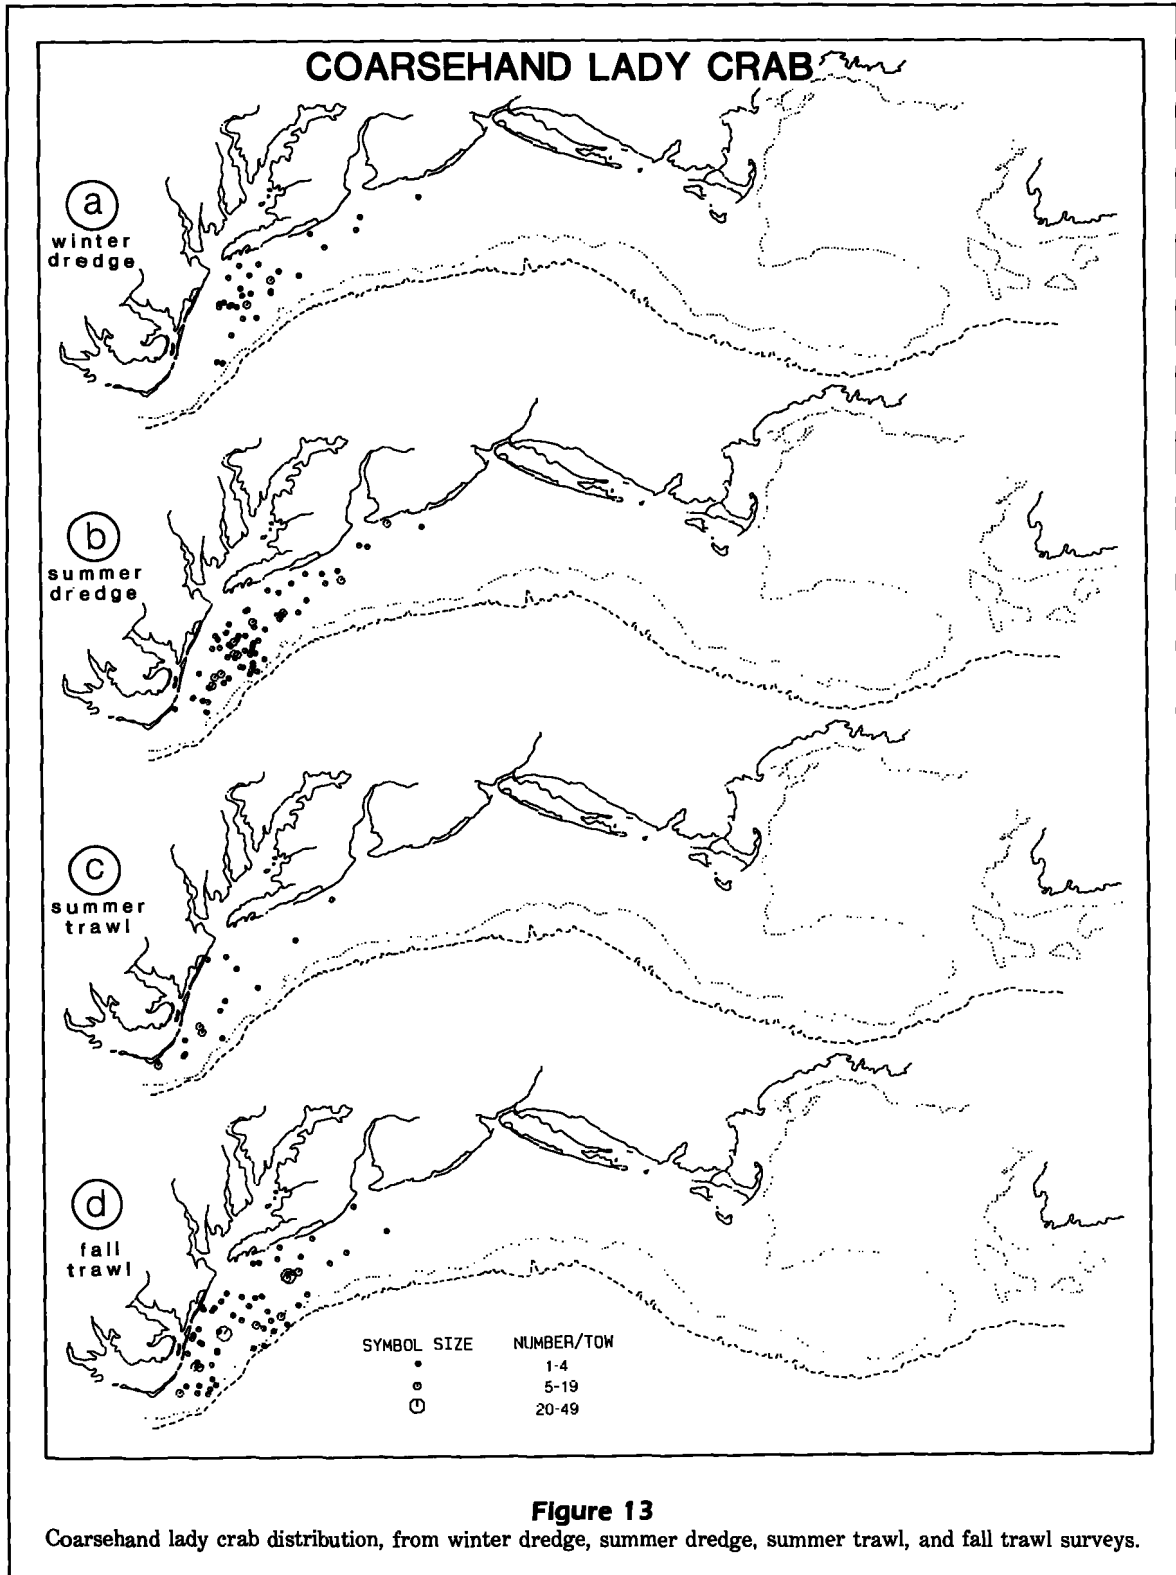 COARSEHAND LADY CRAB
a
winter
dredge
b
summer
dredge
c
summer
trawl
d
fall
trawl
SYMBOL SIZE NUMBER/TOW
1-4
5-19
20-49
Figure 13
Coarsehand lady crab distribution, from winter dredge, summer dredge, summer trawl, and fall trawl surveys.